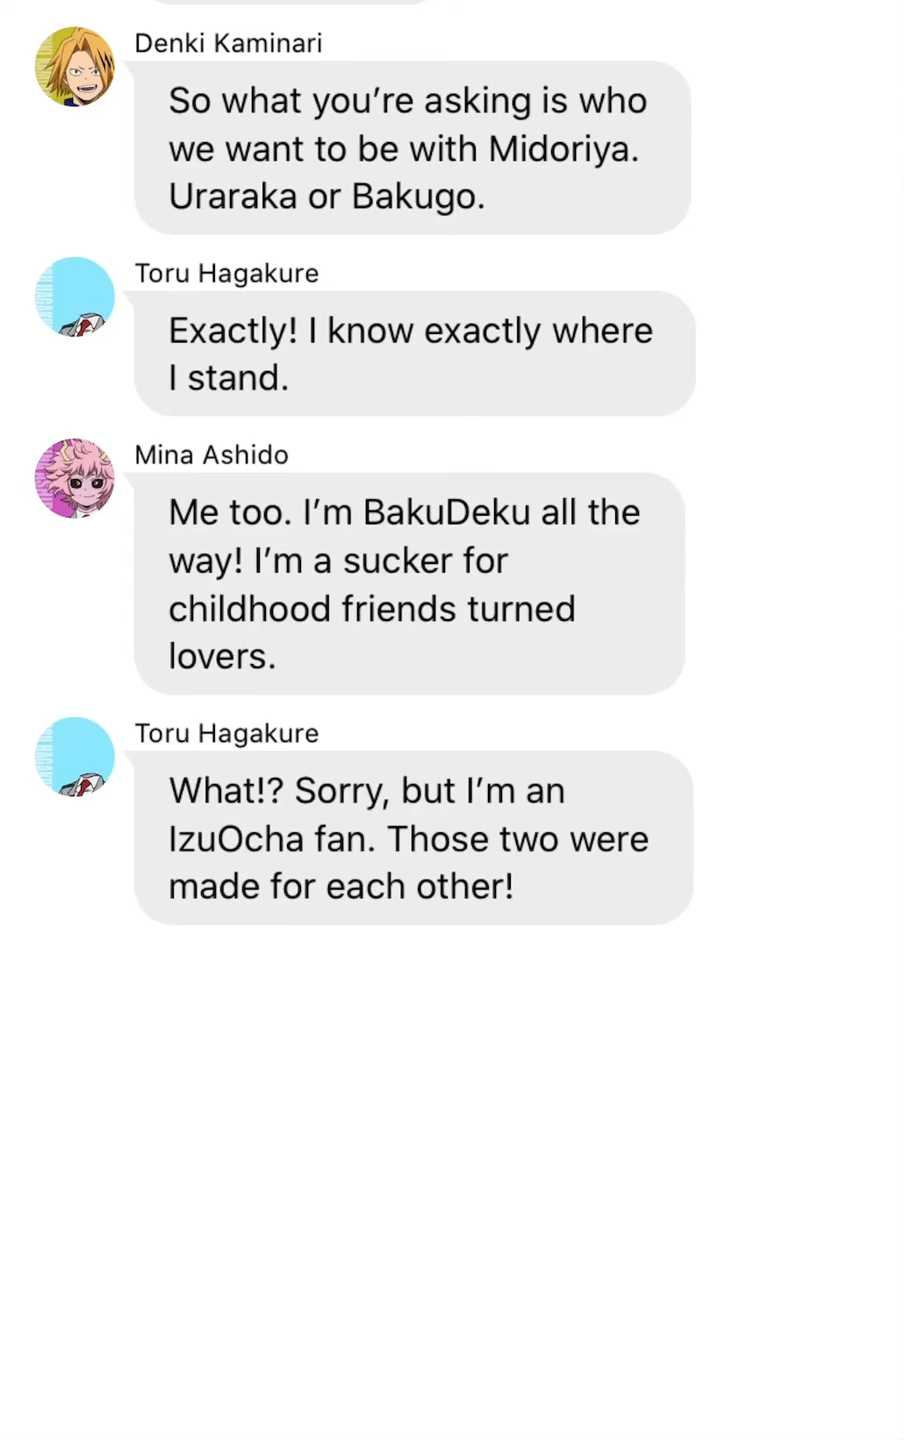 Denki Kaminari
So what you’re asking is who
we want to be with Midoriya.
Uraraka or Bakugo.
Toru Hagakure
Exactly! I know exactly where
I stand.
Mina Ashido
Me too. I’m BakuDeku all the
way! I’m a sucker for
childhood friends turned
lovers.
Toru Hagakure
What!? Sorry, but I’m an
IzuOcha fan. Those two were
made for each other!